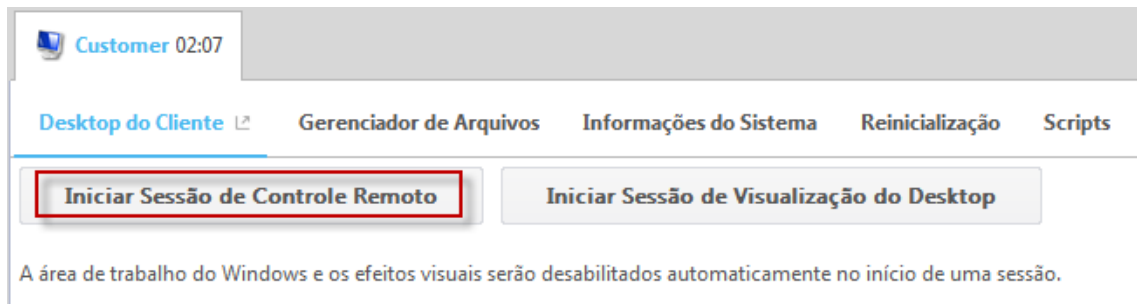 Customer 02:07
Desktop do Cliente Gerenciador de Arquivos Informações do Sistema Reinicialização Scripts
Iniciar Sessão de Controle Remoto Iniciar Sessão de Visualização do Desktop
A área de trabalho do Windows e os efeitos visuais serão desabilitados automaticamente no início de uma sessão.